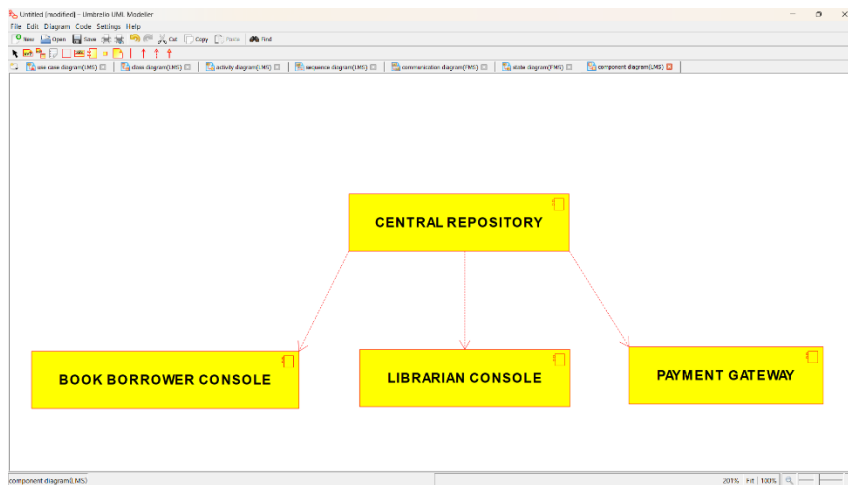 Untitled [modified] – Umbrello UML Modeller
File Edit Diagram Code Settings Help
New Open Save Cut Copy Paste Find
use case diagram(LMS) class diagram(LMS) activity diagram(LMS) sequence diagram(LMS) communication diagram(FMS) state diagram(FMS) component diagram(LMS)
CENTRAL REPOSITORY
BOOK BORROWER CONSOLE
LIBRARIAN CONSOLE
PAYMENT GATEWAY
component diagram(LMS)
201% Fit 100%